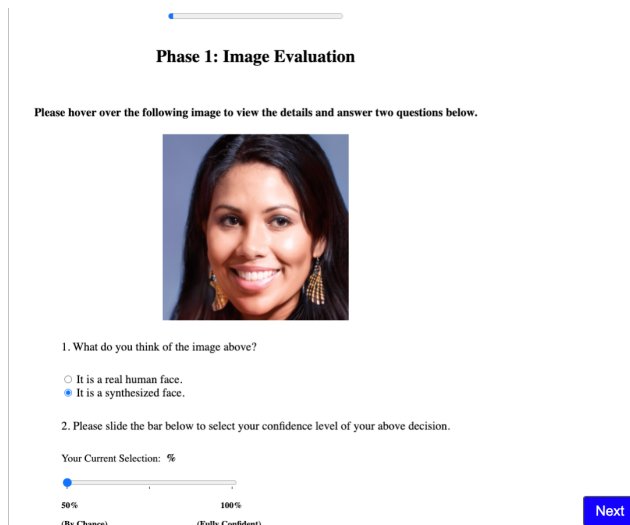 Phase 1: Image Evaluation
Please hover over the following image to view the details and answer two questions below.
1. What do you think of the image above?
It is a real human face.
It is a synthesized face.
2. Please slide the bar below to select your confidence level of your above decision.
Your Current Selection: %
50% 100%
(By Chance) (Fully Confident)
Next